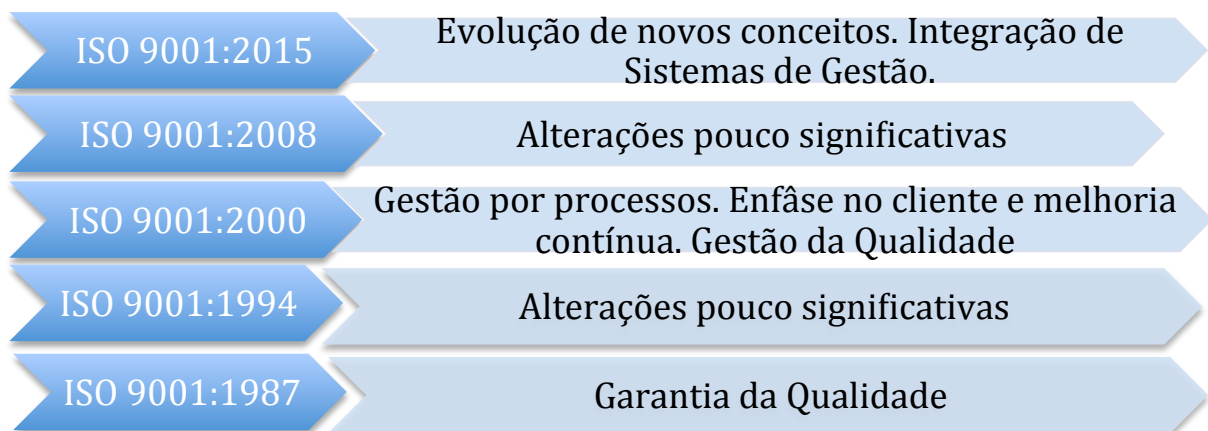 ISO 9001:2015
Evolução de novos conceitos. Integração de
Sistemas de Gestão.
ISO 9001:2008
Alterações pouco significativas
ISO 9001:2000
Gestão por processos. Enfâse no cliente e melhoria
contínua. Gestão da Qualidade
ISO 9001:1994
Alterações pouco significativas
ISO 9001:1987
Garantia da Qualidade